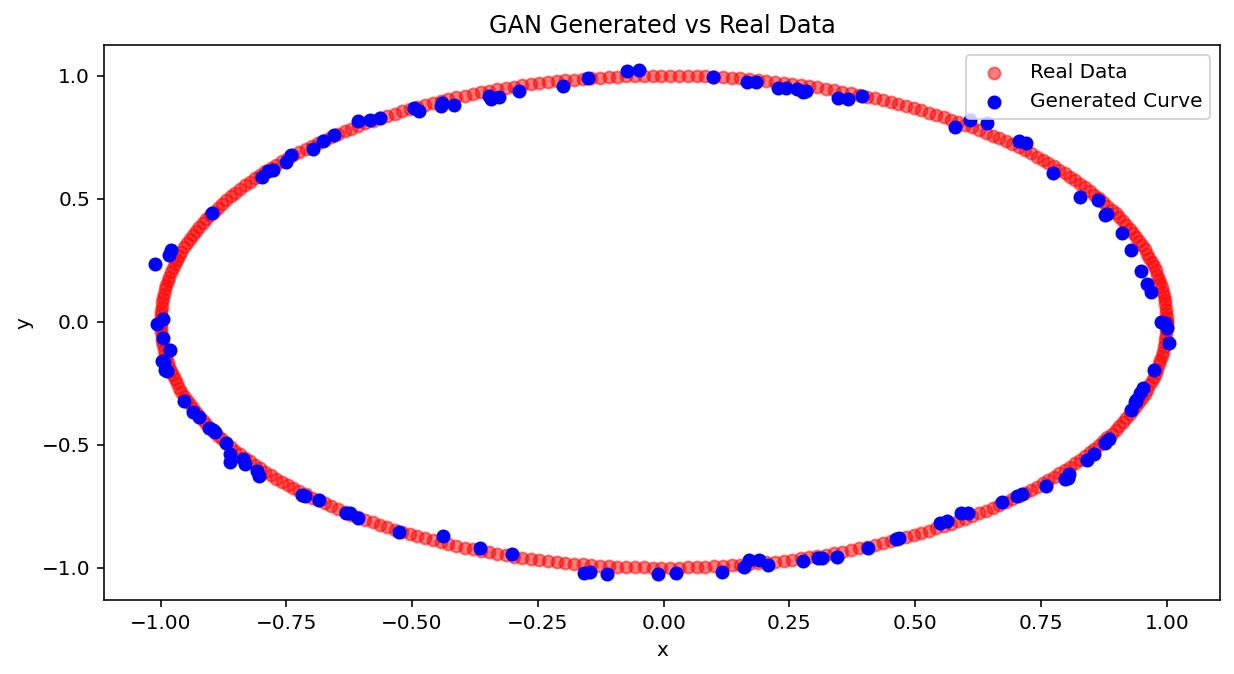 GAN Generated vs Real Data
Real Data
Generated Curve
1.0
0.5
0.0
−0.5
−1.0
y
−1.00 −0.75 −0.50 −0.25 0.00 0.25 0.50 0.75 1.00
x